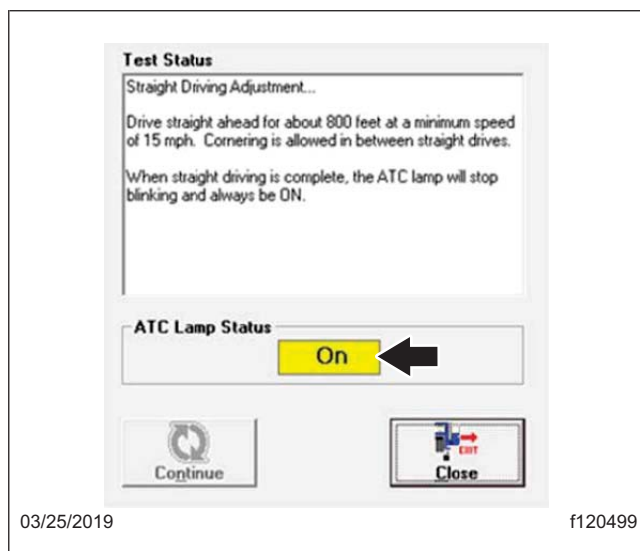 Test Status
Straight Driving Adjustment...
Drive straight ahead for about 800 feet at a minimum speed
of 15 mph. Cornering is allowed in between straight drives.
When straight driving is complete, the ATC lamp will stop
blinking and always be ON.
ATC Lamp Status
On
Continue
EXIT
Close
03/25/2019
f120499